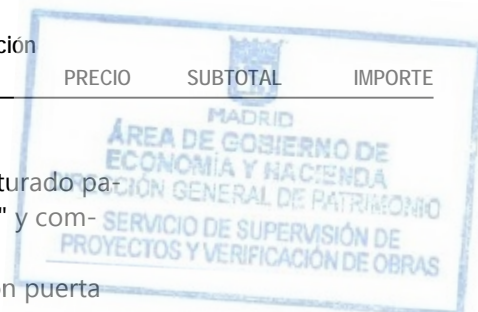 ción
PRECIO SUBTOTAL IMPORTE
MADRID
ÁREA DE GOBIERNO DE
ECONOMÍA Y HACIENDA
DIRECCIÓN GENERAL DE PATRIMONIO
SERVICIO DE SUPERVISIÓN DE
PROYECTOS Y VERIFICACIÓN DE OBRAS
turado pa-
" y com-
n puerta